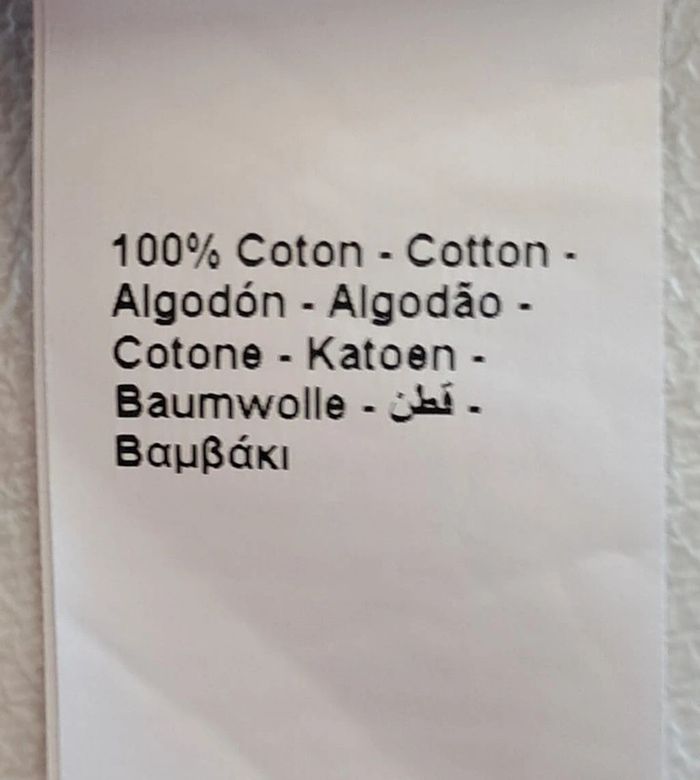 100% Coton - Cotton -
Algodón - Algodão -
Cotone - Katoen -
Baumwolle - قطن -
Βαμβάκι